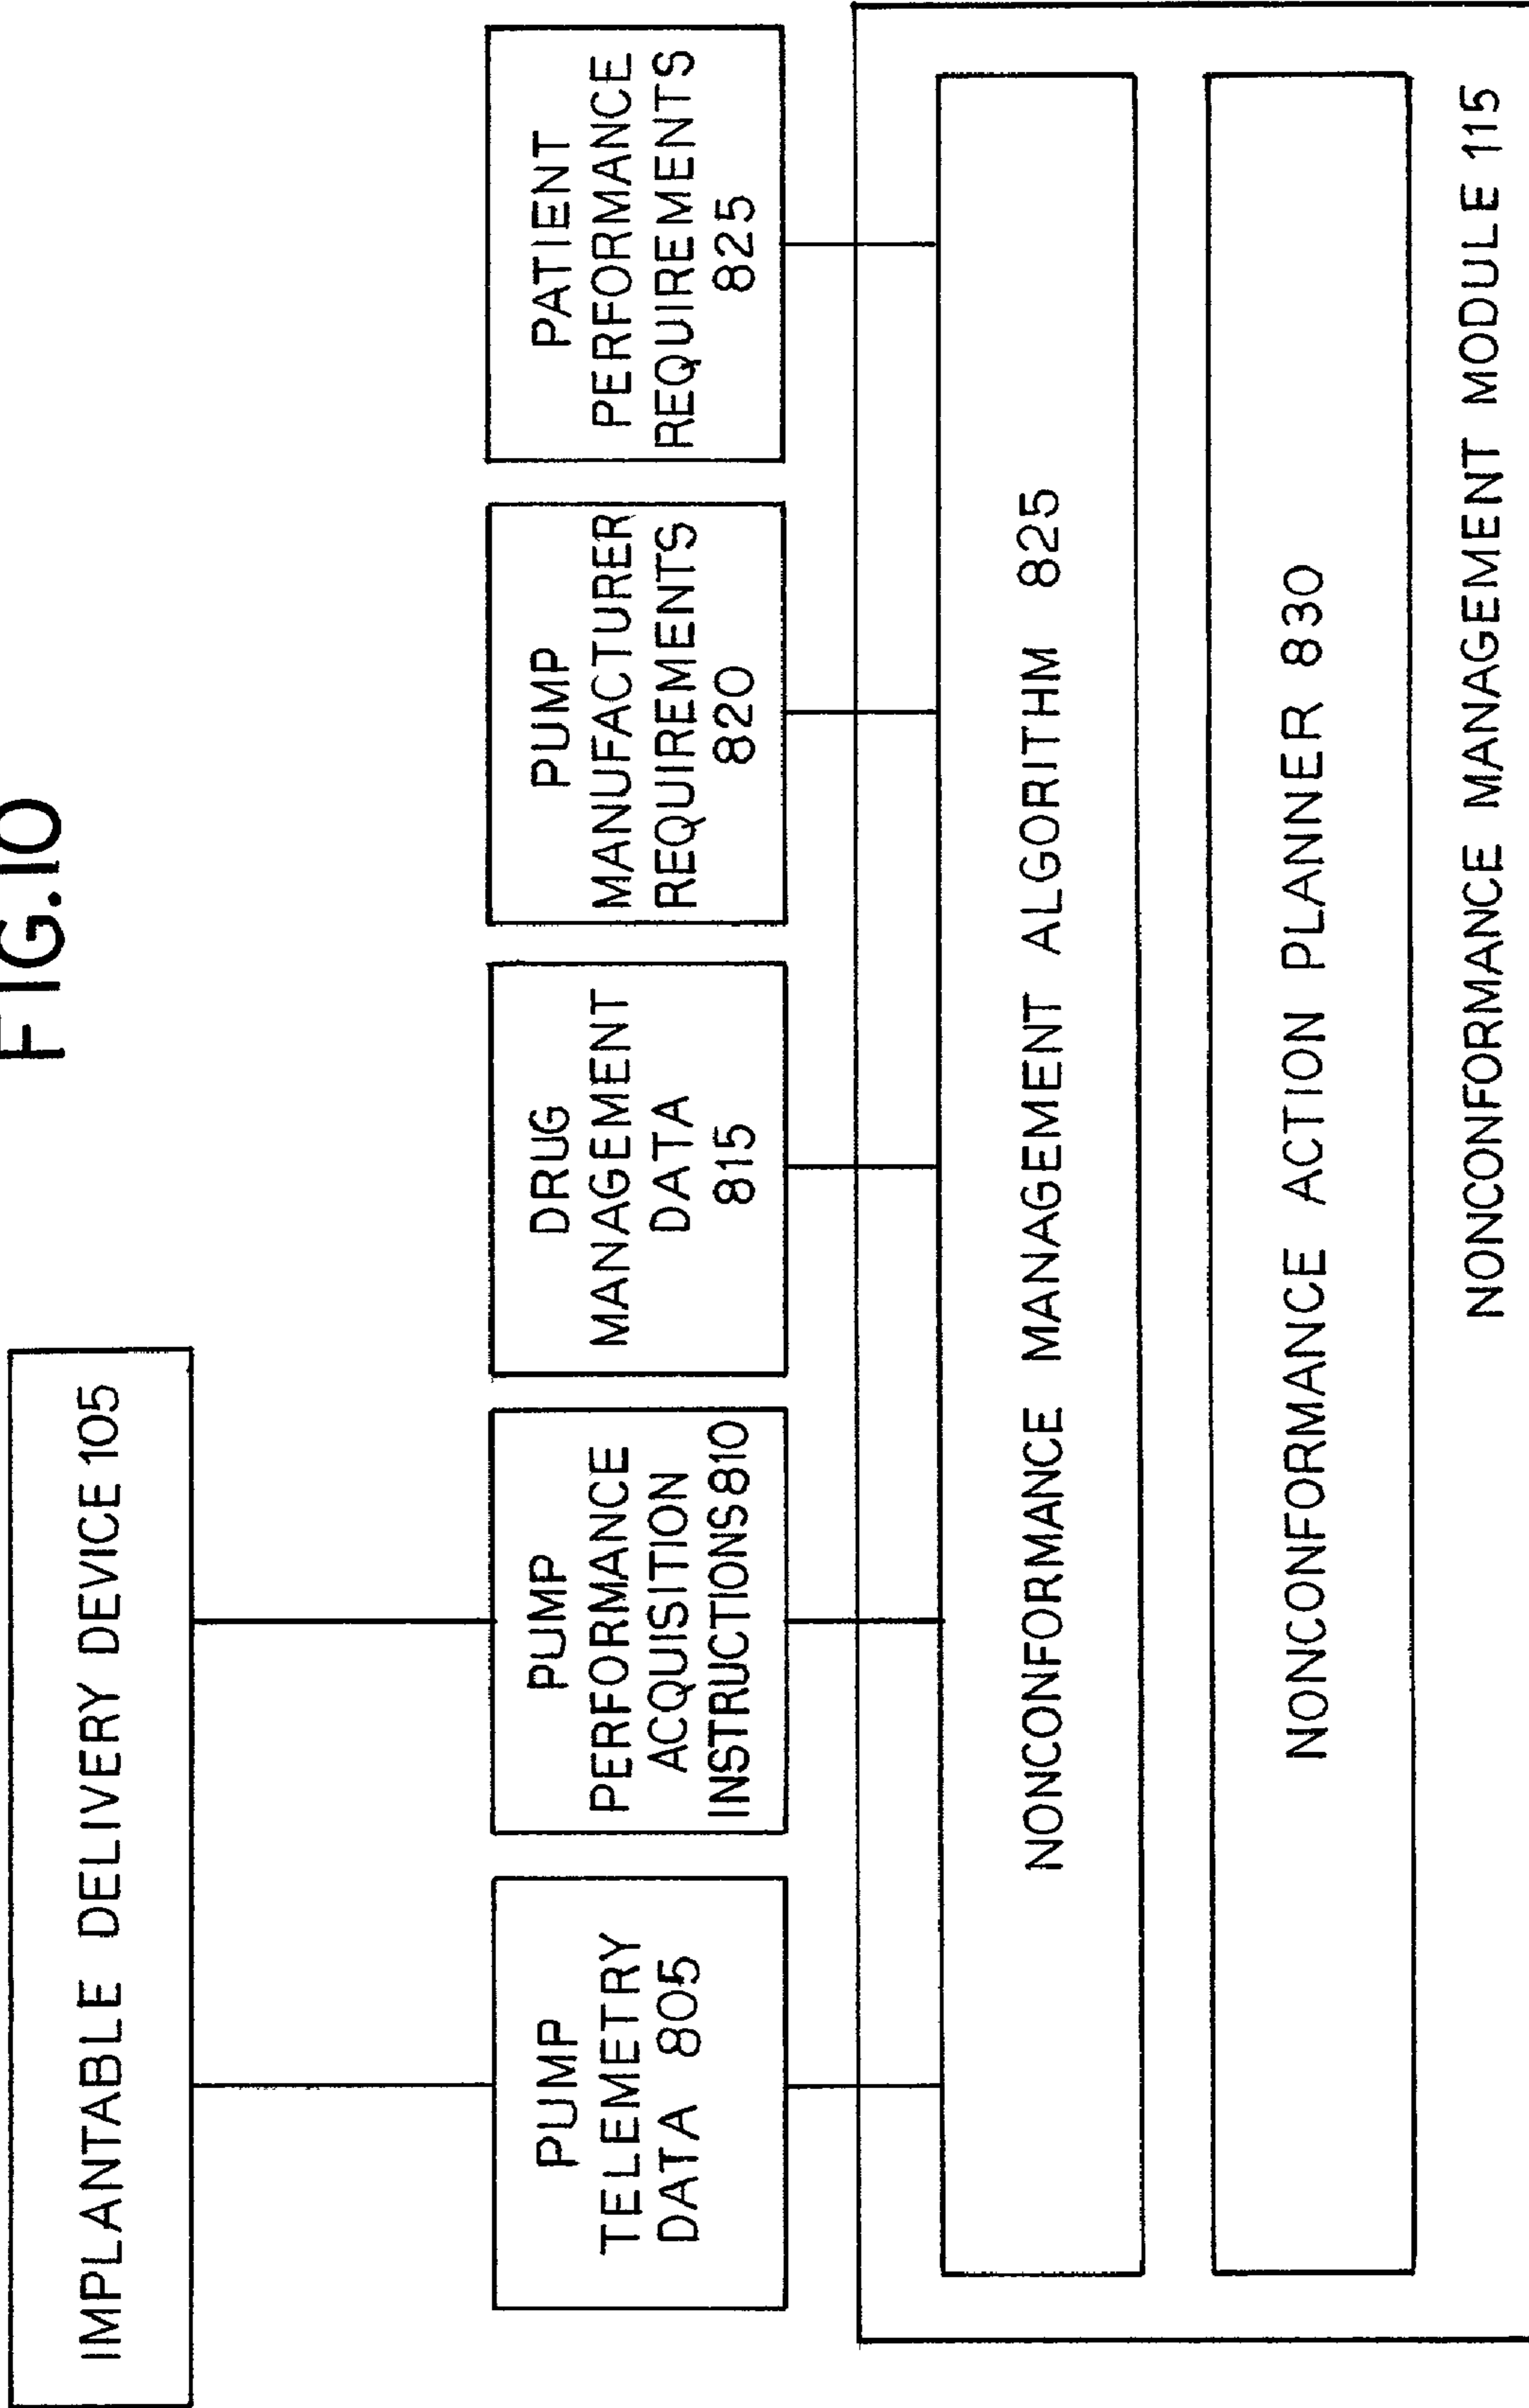 FIG.10
IMPLANTABLE DELIVERY DEVICE 105
PUMP
TELEMETRY
DATA 805
PUMP
PERFORMANCE
ACQUISITION
INSTRUCTIONS 810
DRUG
MANAGEMENT
DATA
815
PUMP
MANUFACTURER
REQUIREMENTS
820
PATIENT
PERFORMANCE
REQUIREMENTS
825
NONCONFORMANCE MANAGEMENT ALGORITHM 825
NONCONFORMANCE ACTION PLANNER 830
NONCONFORMANCE MANAGEMENT MODULE 115